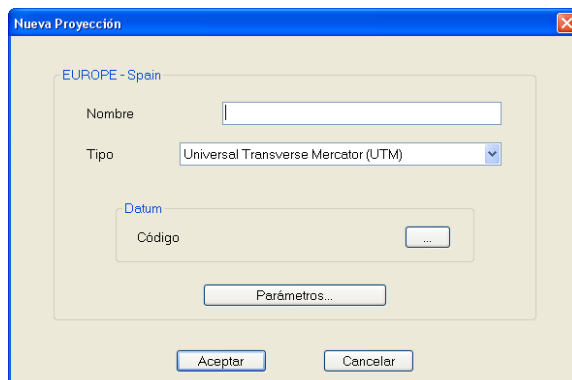 Nueva Proyección
EUROPE - Spain
Nombre
Tipo Universal Transverse Mercator (UTM)
Datum
Código ...
Parámetros...
Aceptar Cancelar